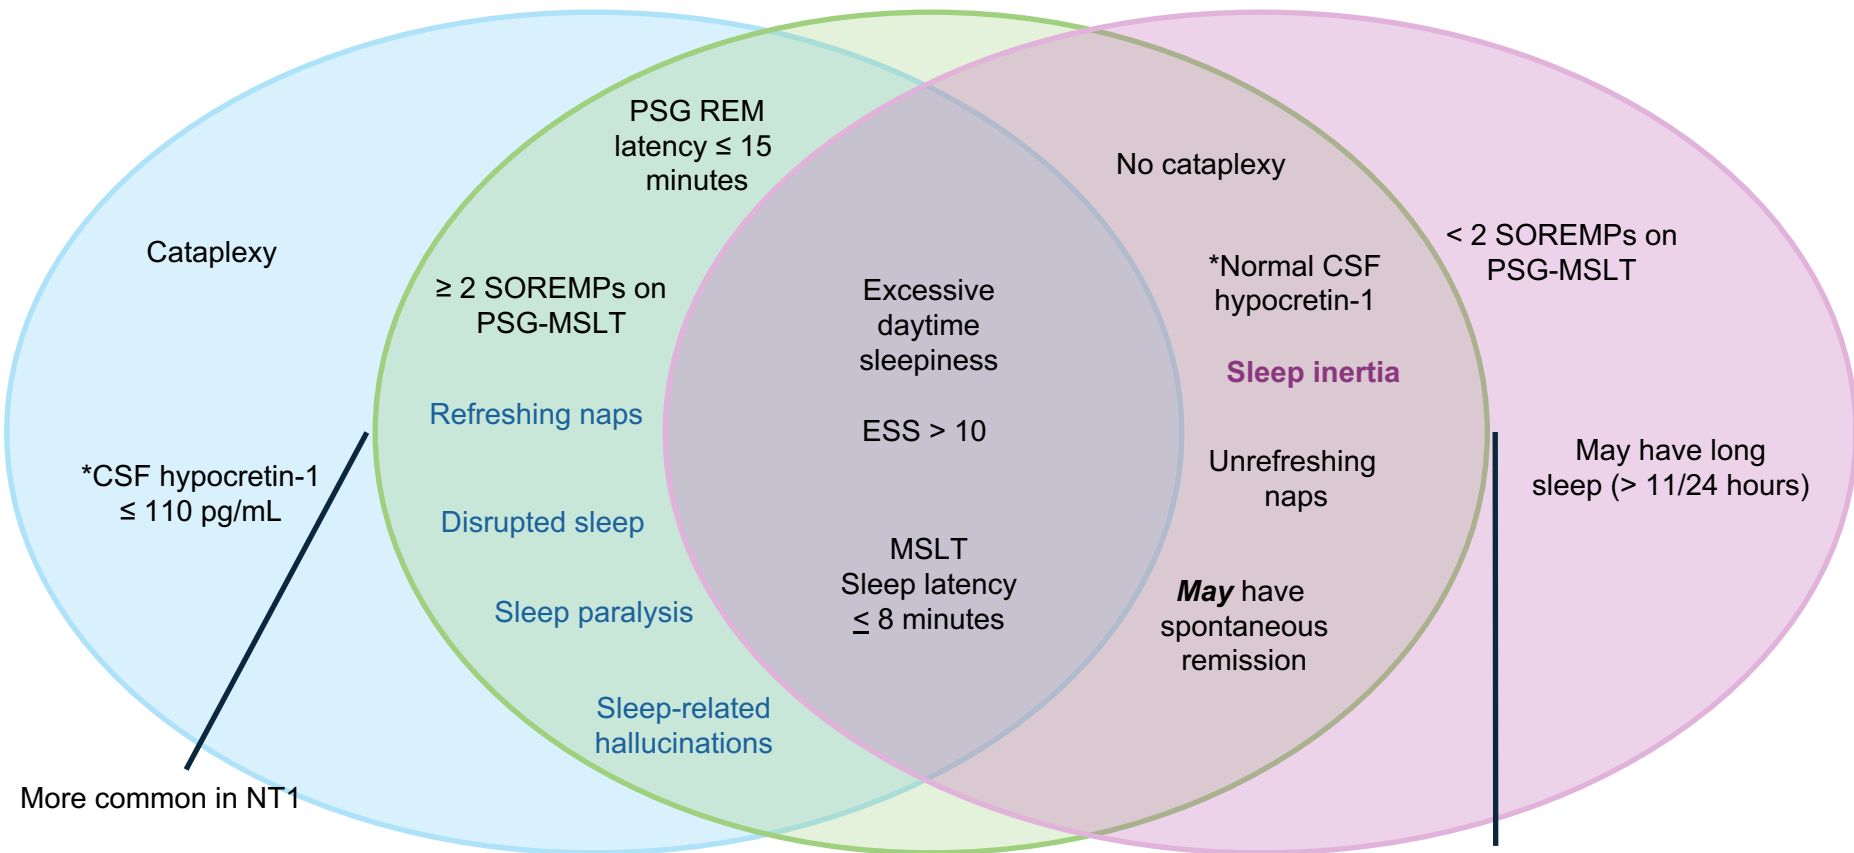 Cataplexy
*CSF hypocretin-1
≤ 110 pg/mL
More common in NT1
PSG REM
latency ≤ 15
minutes
≥ 2 SOREMPs on
PSG-MSLT
Refreshing naps
Disrupted sleep
Sleep paralysis
Sleep-related
hallucinations
Excessive
daytime
sleepiness
ESS > 10
MSLT
Sleep latency
≤ 8 minutes
No cataplexy
*Normal CSF
hypocretin-1
Sleep inertia
Unrefreshing
naps
May have
spontaneous
remission
< 2 SOREMPs on
PSG-MSLT
May have long
sleep (> 11/24 hours)